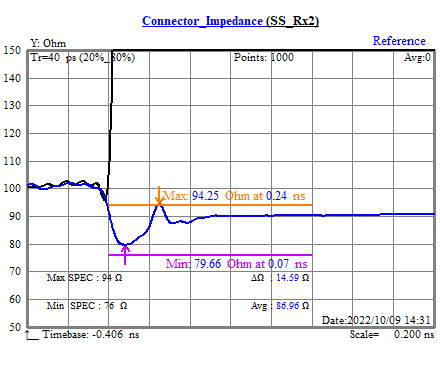 Connector_Impedance (SS_Rx2)
Y: Ohm
Reference
Tr=40 ps (20%_80%)
Points: 1000
Avg:0
150
140
130
120
110
100
90
80
70
60
50
Max: 94.25 Ohm at 0.24 ns
Min: 79.66 Ohm at 0.07 ns
Max SPEC : 94 Ω
ΔΩ : 14.59 Ω
Min SPEC : 76 Ω
Avg : 86.96 Ω
Date:2022/10/09 14:31
Timebase: -0.406 ns
Scale= 0.200 ns